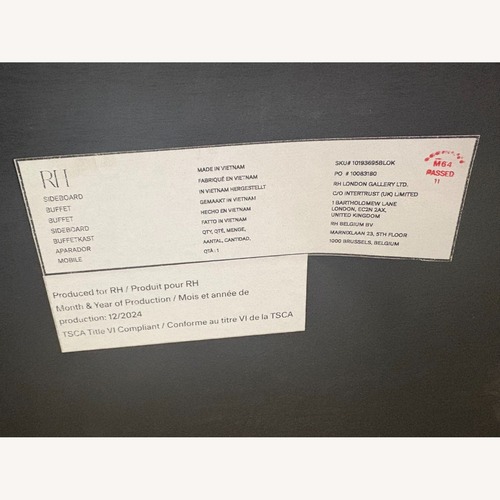 RH
SIDEBOARD
BUFFET
BUFFET
SIDEBOARD
BUFFETKAST
APARADOR
MOBILE
MADE IN VIETNAM
FABRIQUÉ EN VIETNAM
IN VIETNAM HERGESTELLT
GEMAAKT IN VIETNAM
HECHO EN VIETNAM
FATTO IN VIETNAM
QTY, QTÉ, MENGE,
AANTAL, CANTIDAD,
QTÀ : 1
SKU# 10193695BLOK
PO # 10083180
RH LONDON GALLERY LTD.
C/O INTERTRUST (UK) LIMITED
1 BARTHOLOMEW LANE
LONDON, EC2N 2AX,
UNITED KINGDOM
RH BELGIUM BV
MARNIXLAAN 23, 5TH FLOOR
1000 BRUSSELS, BELGIUM
M64
PASSED
11
Produced for RH / Produit pour RH
Month & Year of Production / Mois et année de
production: 12/2024
TSCA Title VI Compliant / Conforme au titre VI de la TSCA